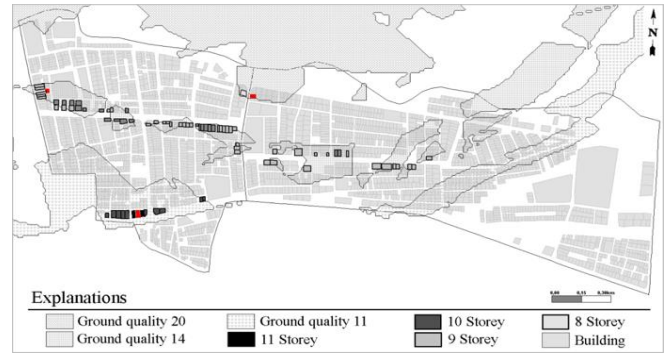 N
Explanations
Ground quality 20
Ground quality 11
10 Storey
8 Storey
Ground quality 14
11 Storey
9 Storey
Building